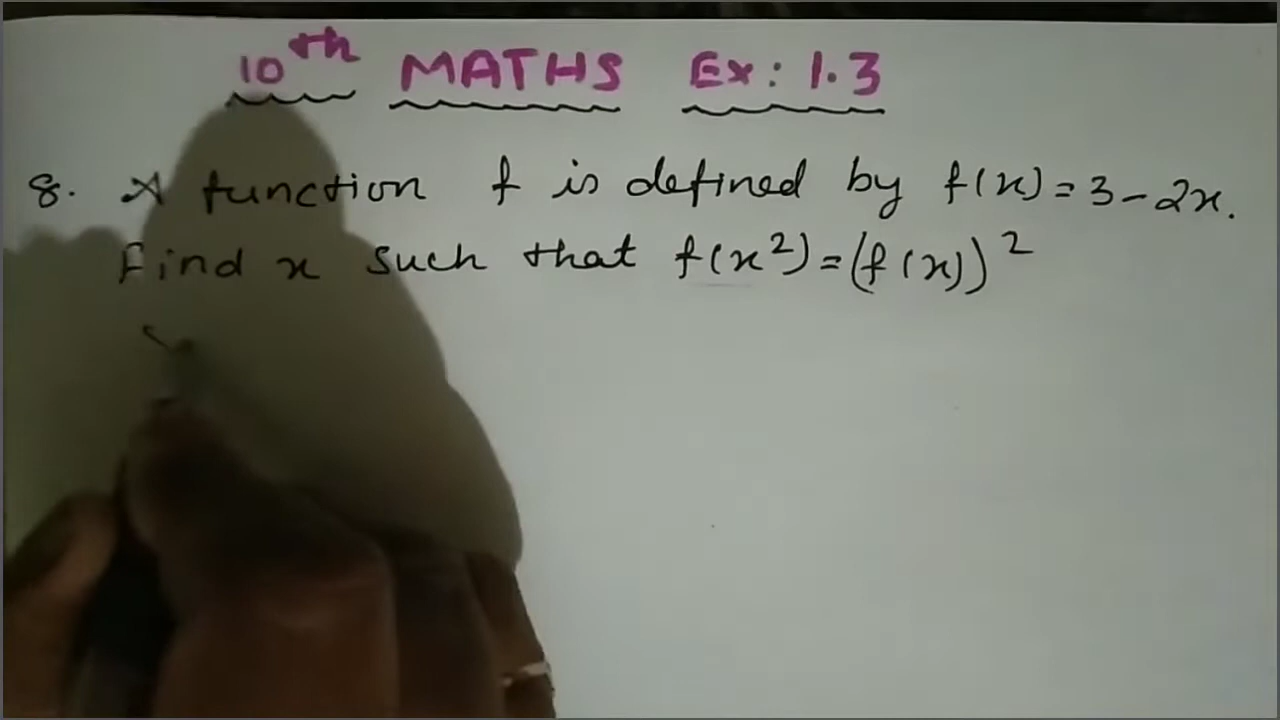 10th MATHS Ex: 1.3
8. A function f is defined by f(x)=3-2x.
Find x such that f(x²)=(f(x))²